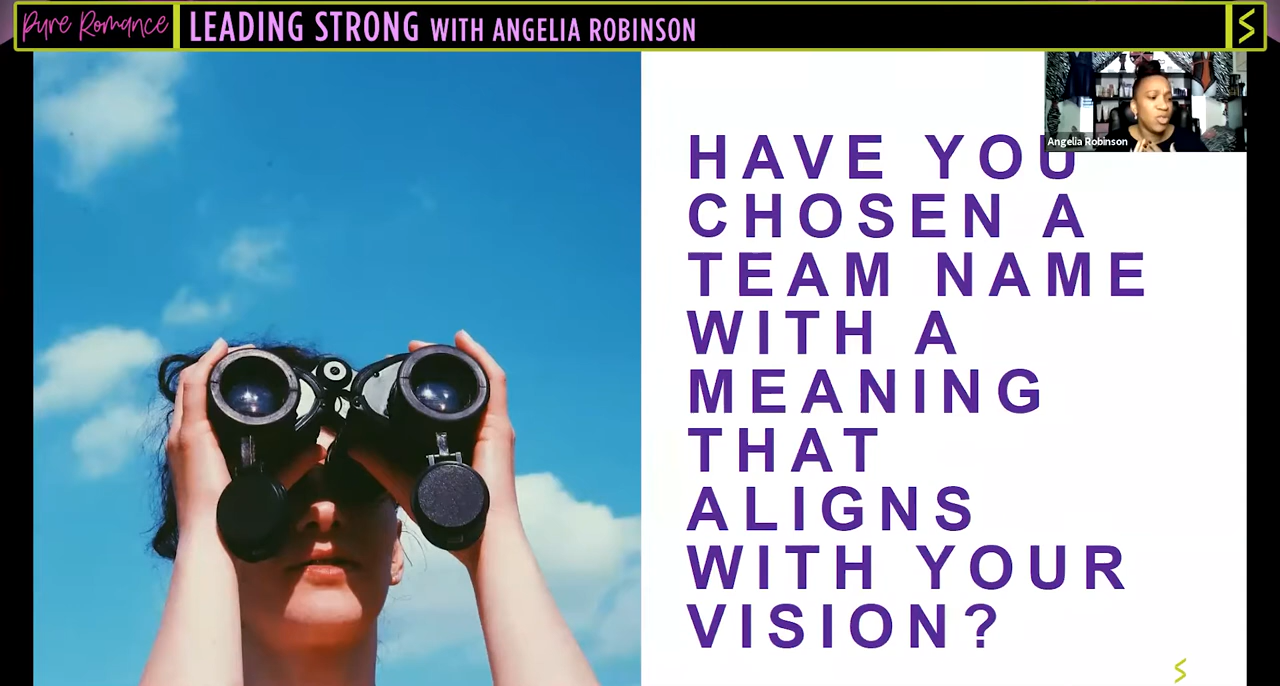 Pure Romance
LEADING STRONG WITH ANGELIA ROBINSON
Angelia Robinson
HAVE YOU
CHOSEN A
TEAM NAME
WITH A
MEANING
THAT
ALIGNS
WITH YOUR
VISION?